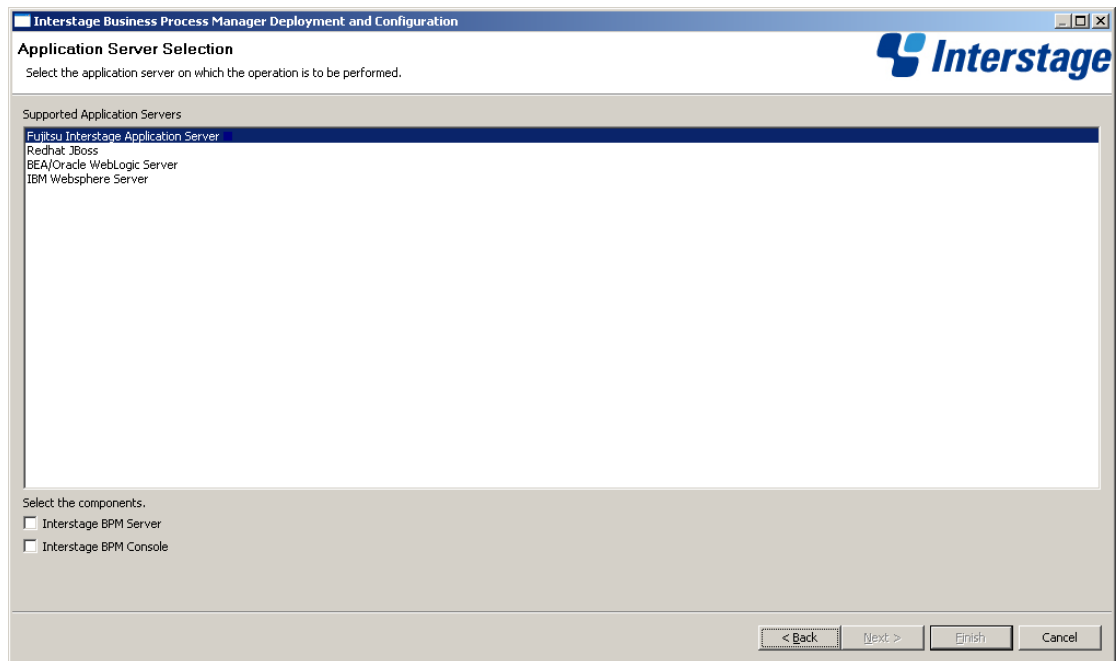 Interstage Business Process Manager Deployment and Configuration
Application Server Selection
Select the application server on which the operation is to be performed.
Interstage
Supported Application Servers
Fujitsu Interstage Application Server
Redhat JBoss
BEA/Oracle WebLogic Server
IBM Websphere Server
Select the components.
Interstage BPM Server
Interstage BPM Console
< Back Next > Finish Cancel